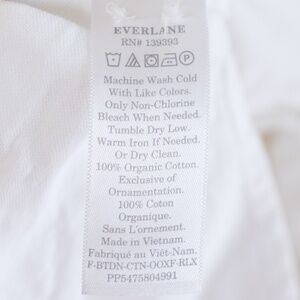 EVERLANE
RN# 139393
Machine Wash Cold
With Like Colors.
Only Non-Chlorine
Bleach When Needed.
Tumble Dry Low.
Warm Iron If Needed.
Or Dry Clean.
100% Organic Cotton.
Exclusive of
Ornamentation.
100% Coton
Organique.
Sans L'ornement.
Made in Vietnam.
Fabriqué au Viêt-Nam.
F-BTDN-CTN-OOXF-RLX
PP5475804991